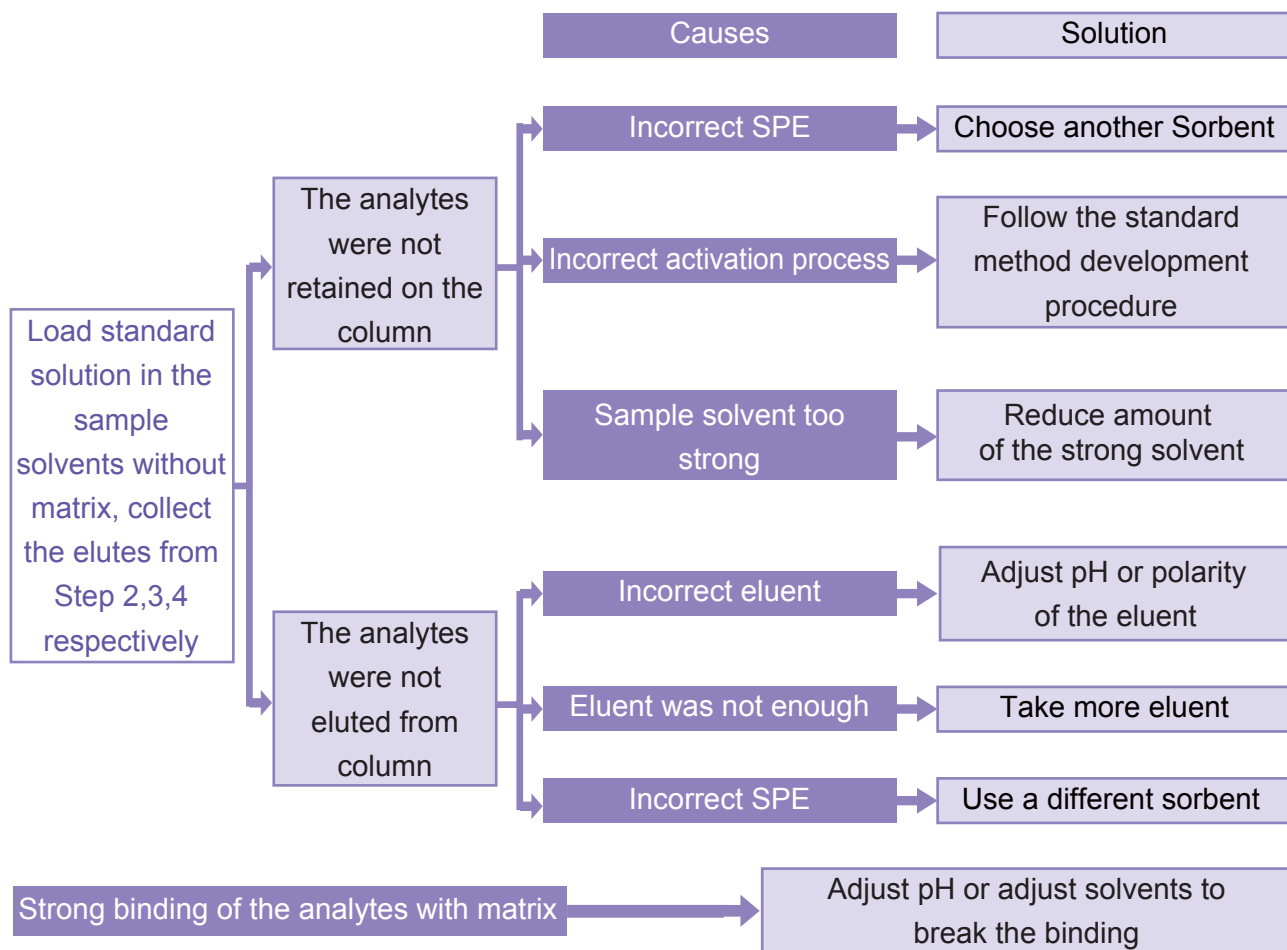 Causes
Solution
Load standard
solution in the
sample
solvents without
matrix, collect
the elutes from
Step 2,3,4
respectively
The analytes
were not
retained on the
column
Incorrect SPE
Choose another Sorbent
Incorrect activation process
Follow the standard
method development
procedure
Sample solvent too
strong
Reduce amount
of the strong solvent
The analytes
were not
eluted from
column
Incorrect eluent
Adjust pH or polarity
of the eluent
Eluent was not enough
Take more eluent
Incorrect SPE
Use a different sorbent
Strong binding of the analytes with matrix
Adjust pH or adjust solvents to
break the binding